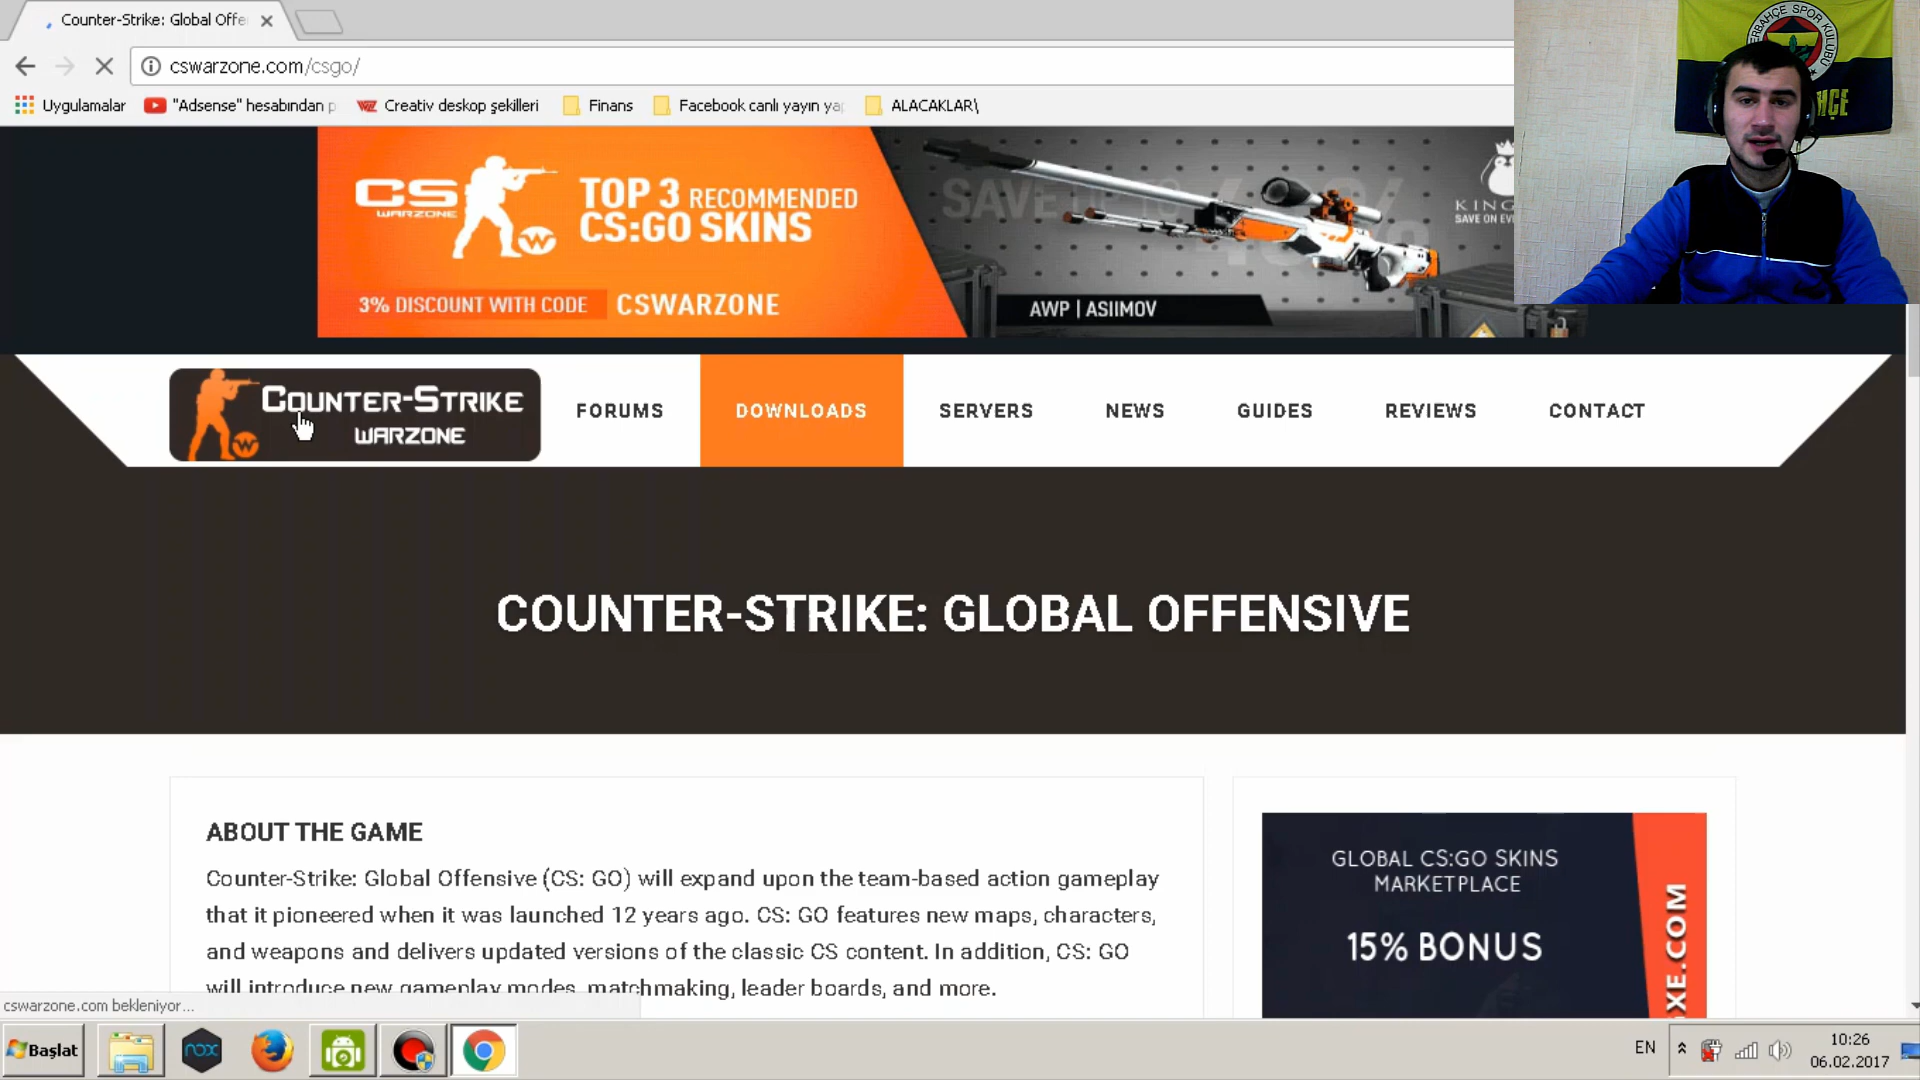 Counter-Strike: Global Offe
cswarzone.com/csgo/
Uygulamalar
"Adsense" hesabından p
Creativ deskop şekilleri
Finans
Facebook canlı yayın ya
ALACAKLAR\
CS WARZONE
TOP 3 RECOMMENDED
CS:GO SKINS
3% DISCOUNT WITH CODE CSWARZONE
SAVE
KING
SAVE ON EV
AWP | ASIIMOV
COUNTER-STRIKE
WARZONE
FORUMS
DOWNLOADS
SERVERS
NEWS
GUIDES
REVIEWS
CONTACT
COUNTER-STRIKE: GLOBAL OFFENSIVE
ABOUT THE GAME
Counter-Strike: Global Offensive (CS: GO) will expand upon the team-based action gameplay
that it pioneered when it was launched 12 years ago. CS: GO features new maps, characters,
and weapons and delivers updated versions of the classic CS content. In addition, CS: GO
will introduce new gameplay modes, matchmaking, leader boards, and more.
GLOBAL CS:GO SKINS
MARKETPLACE
15% BONUS
XE.COM
cswarzone.com bekleniyor...
Başlat
nox
EN
10:26
06.02.2017